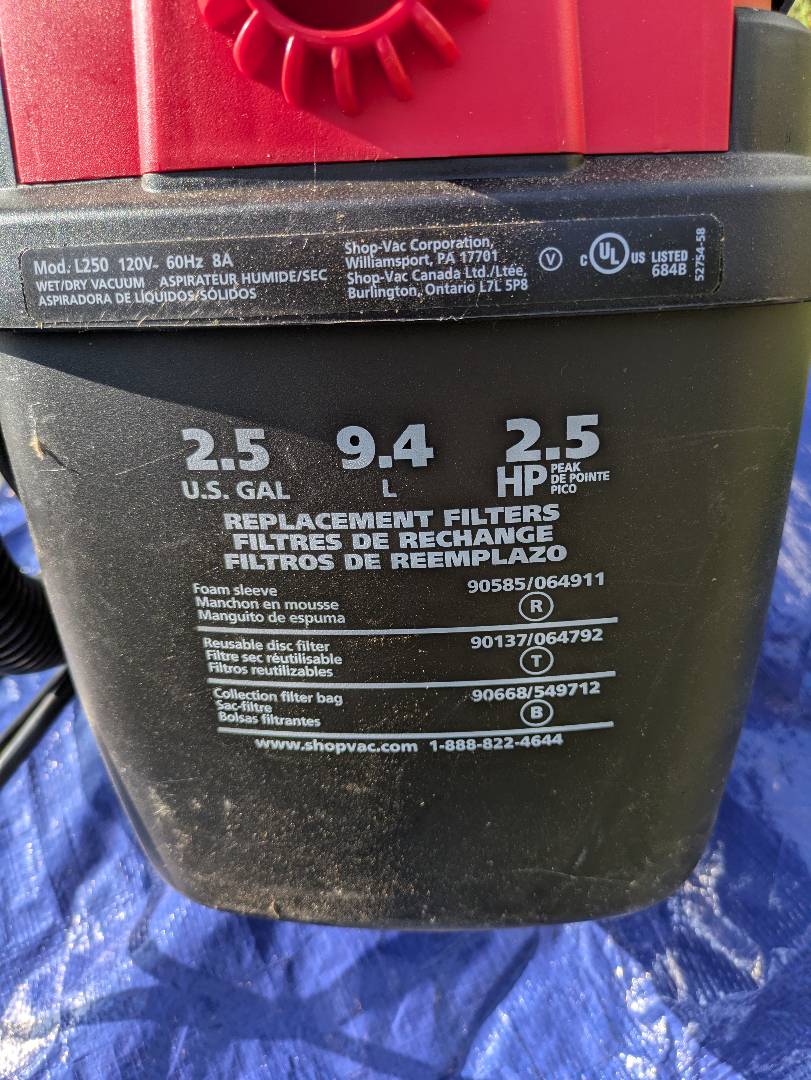 Mod. L250 120V~ 60Hz 8A
WET/DRY VACUUM ASPIRATEUR HUMIDE/SEC
ASPIRADORA DE LÍQUIDOS/SÓLIDOS
Shop-Vac Corporation,
Williamsport, PA 17701
Shop-Vac Canada Ltd./Ltée,
Burlington, Ontario L7L 5P8
V
C UL US LISTED
684B
52754-58
2.5 9.4 2.5
U.S. GAL L HP PEAK
DE POINTE
PICO
REPLACEMENT FILTERS
FILTRES DE RECHANGE
FILTROS DE REEMPLAZO
Foam sleeve 90585/064911
Manchon en mousse R
Manguito de espuma
Reusable disc filter 90137/064792
Filtre sec réutilisable T
Filtros reutilizables
Collection filter bag 90668/549712
Sac-filtre B
Bolsas filtrantes
www.shopvac.com 1-888-822-4644